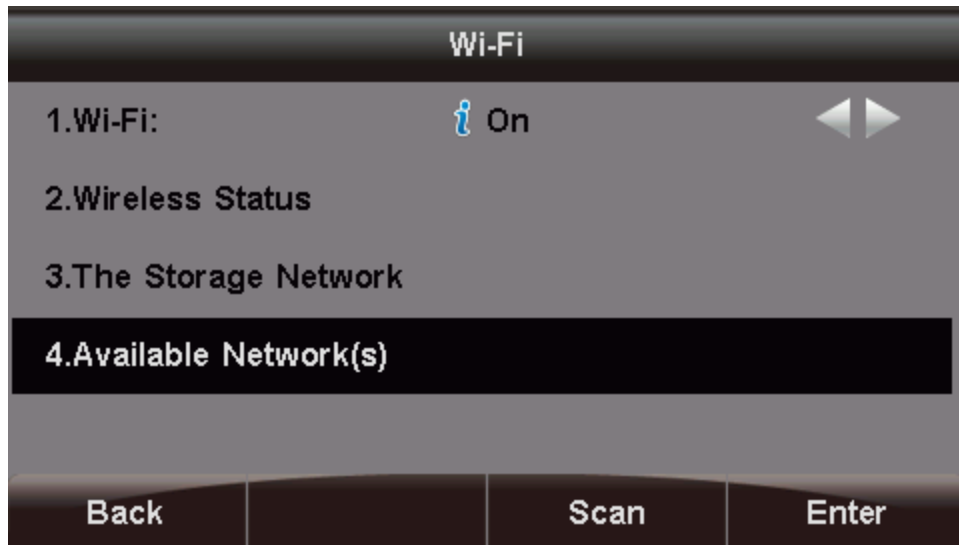 Wi-Fi
1.Wi-Fi: On
2.Wireless Status
3.The Storage Network
4.Available Network(s)
Back Scan Enter